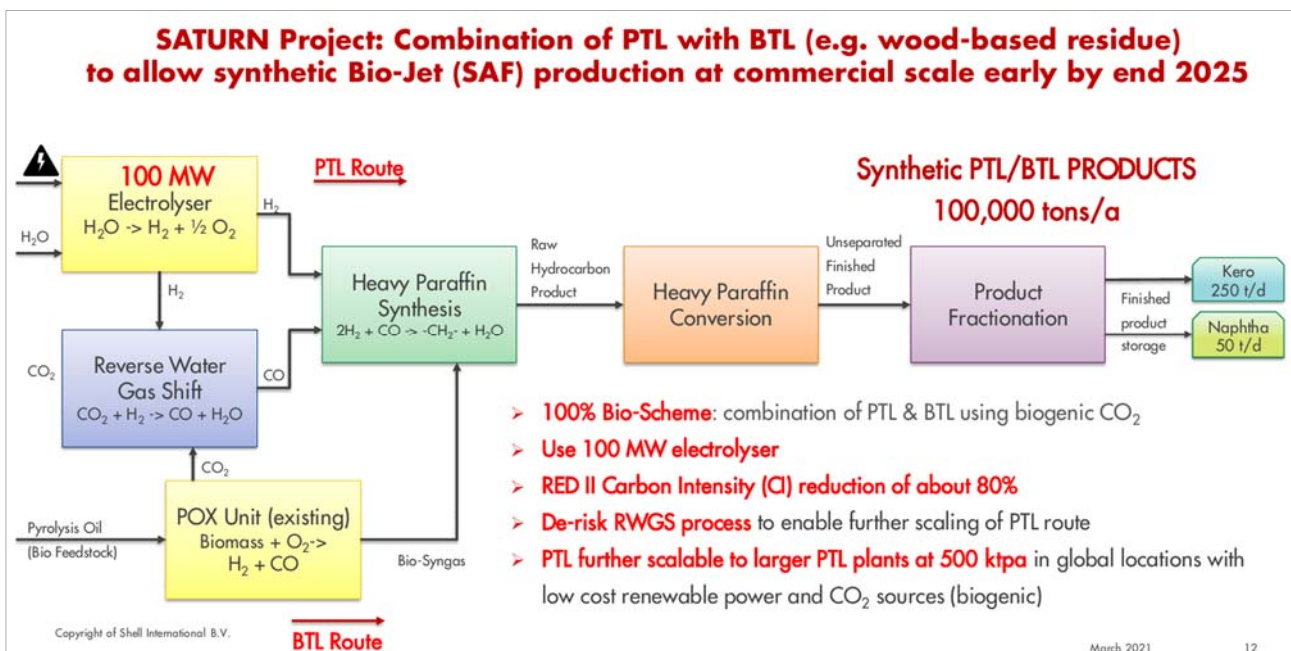 SATURN Project: Combination of PTL with BTL (e.g. wood-based residue)
to allow synthetic Bio-Jet (SAF) production at commercial scale early by end 2025
100 MW
Electrolyser
H₂O -> H₂ + ½ O₂
H₂O
H₂
PTL Route
H₂
Synthetic PTL/BTL PRODUCTS
100,000 tons/a
Heavy Paraffin
Synthesis
2H₂ + CO -> -CH₂- + H₂O
Raw
Hydrocarbon
Product
Heavy Paraffin
Conversion
Unseparated
Finished
Product
Product
Fractionation
Kero
250 t/d
Finished
product
storage
Naphtha
50 t/d
CO₂
Reverse Water
Gas Shift
CO₂ + H₂ -> CO + H₂O
CO
CO₂
Pyrolysis Oil
(Bio Feedstock)
POX Unit (existing)
Biomass + O₂->
H₂ + CO
Bio-Syngas
BTL Route
➢ 100% Bio-Scheme: combination of PTL & BTL using biogenic CO₂
➢ Use 100 MW electrolyser
➢ RED II Carbon Intensity (CI) reduction of about 80%
➢ De-risk RWGS process to enable further scaling of PTL route
➢ PTL further scalable to larger PTL plants at 500 ktpa in global locations with
low cost renewable power and CO₂ sources (biogenic)
Copyright of Shell International B.V.
March 2021
12